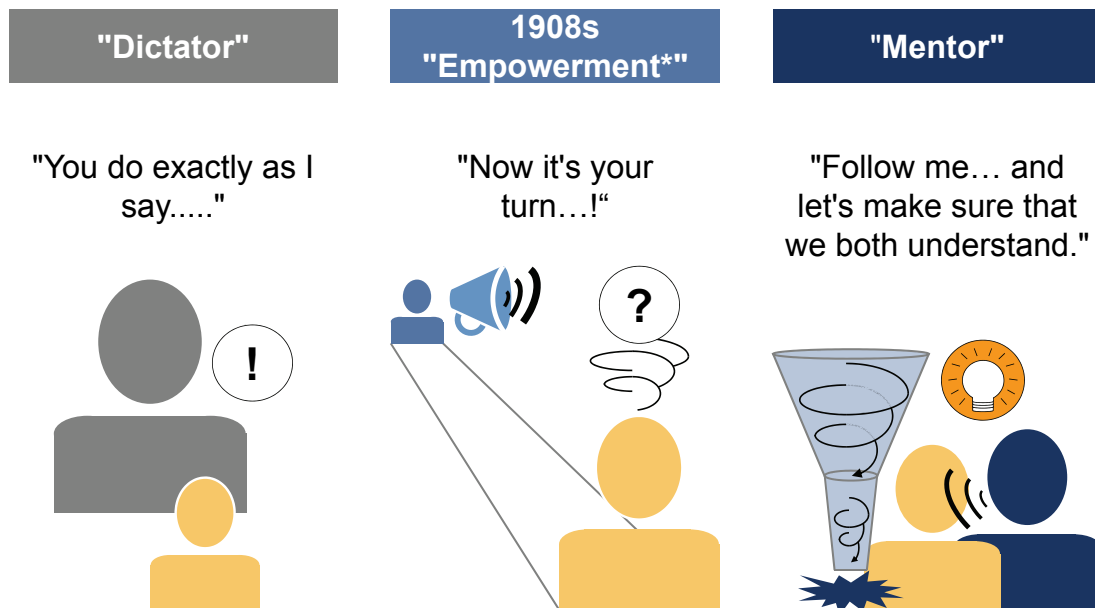 "Dictator"
1908s
"Empowerment*"
"Mentor"
"You do exactly as I
say....."
"Now it's your
turn…!“
"Follow me… and
let's make sure that
we both understand."
!
?